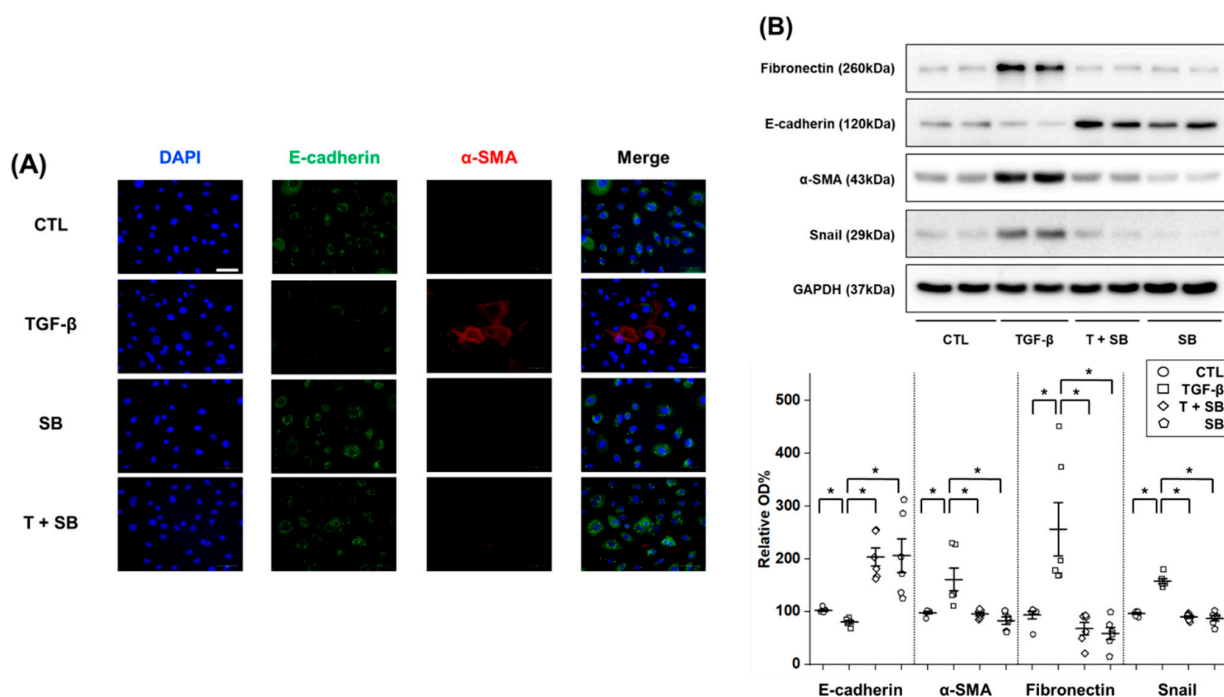 (A)
DAPI E-cadherin α-SMA Merge
CTL
TGF-β
SB
T + SB
(B)
Fibronectin (260kDa)
E-cadherin (120kDa)
α-SMA (43kDa)
Snail (29kDa)
GAPDH (37kDa)
CTL TGF-β T + SB SB
Relative OD%
500
400
300
200
100
0
* * * * * * * * * * * *
CTL
TGF-β
T + SB
SB
E-cadherin α-SMA Fibronectin Snail